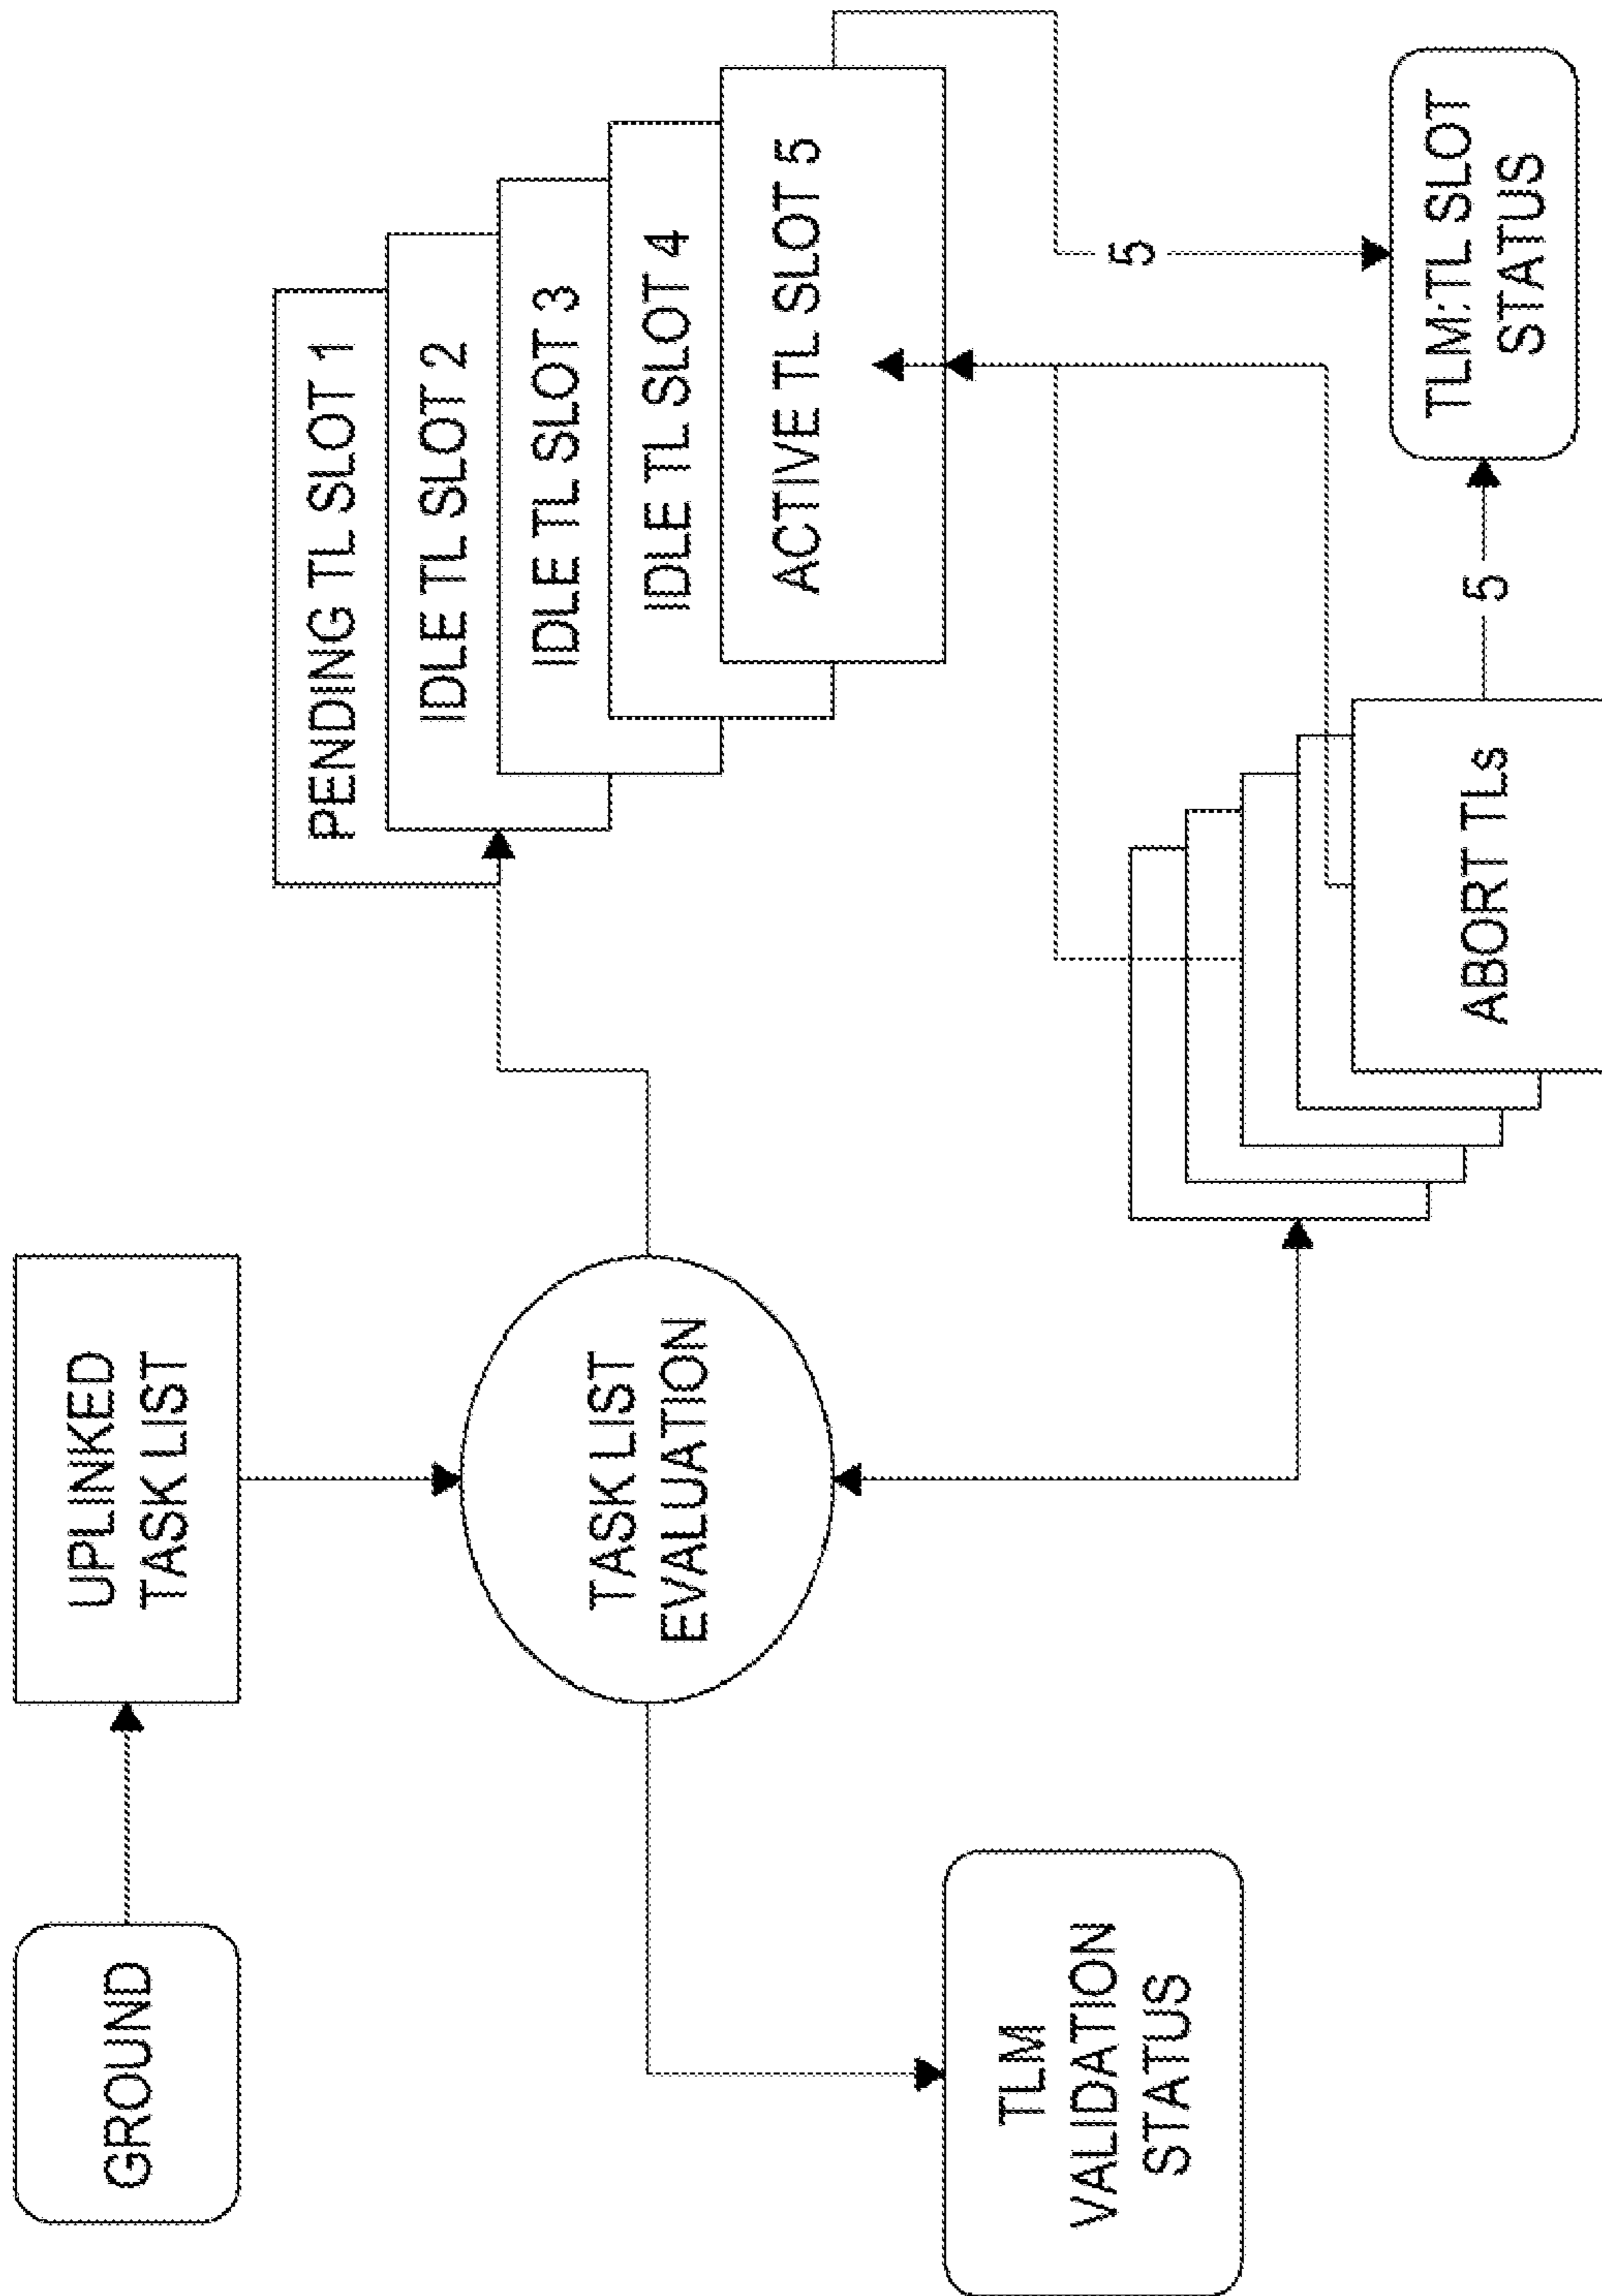 GROUND
UPLINKED
TASK LIST
TASK LIST
EVALUATION
TLM
VALIDATION
STATUS
PENDING TL SLOT 1
IDLE TL SLOT 2
IDLE TL SLOT 3
IDLE TL SLOT 4
ACTIVE TL SLOT 5
5
ABORT TLs
5
TLM:TL SLOT
STATUS